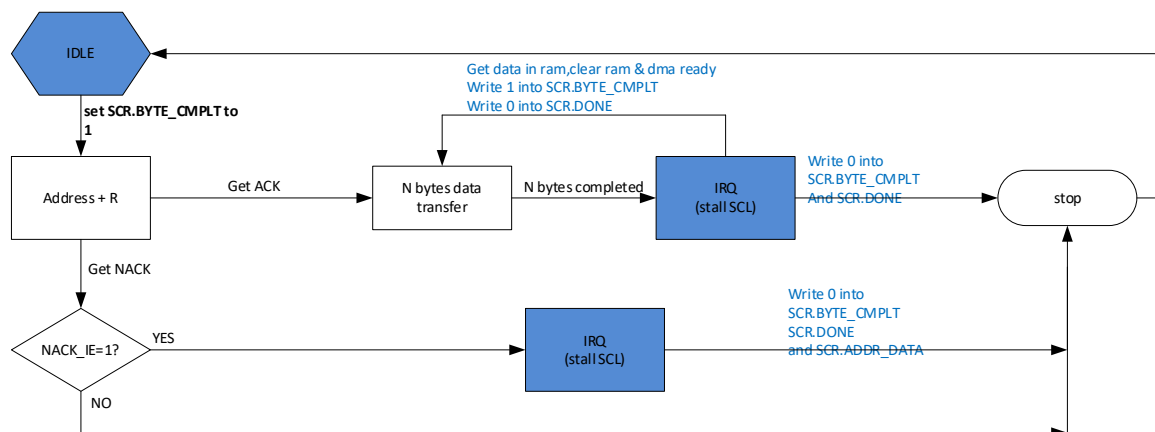 IDLE
Get data in ram,clear ram & dma ready
Write 1 into SCR.BYTE_CMPLT
Write 0 into SCR.DONE
set SCR.BYTE_CMPLT to
1
Address + R
Get ACK
N bytes data
transfer
N bytes completed
IRQ
(stall SCL)
Write 0 into
SCR.BYTE_CMPLT
And SCR.DONE
stop
Get NACK
NACK_IE=1?
YES
IRQ
(stall SCL)
Write 0 into
SCR.BYTE_CMPLT
SCR.DONE
and SCR.ADDR_DATA
NO